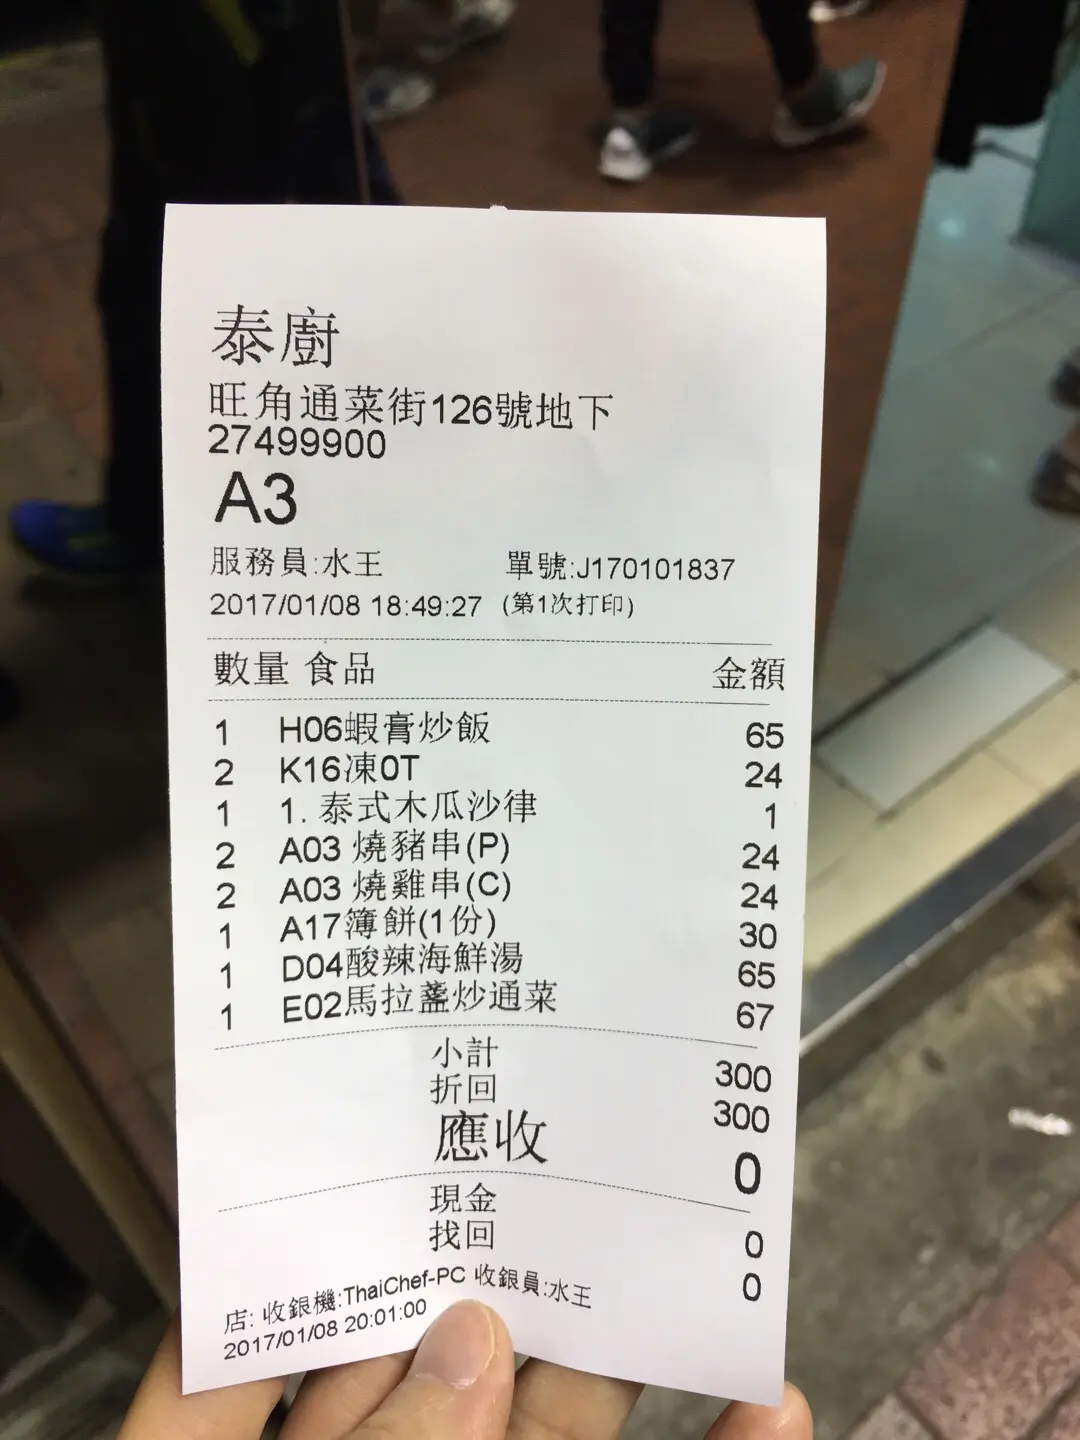 泰廚
旺角通菜街126號地下
27499900
A3
服務員:水王 單號:J170101837
2017/01/08 18:49:27 (第1次打印)
數量 食品 金額
1 H06蝦膏炒飯 65
2 K16凍0T 24
1 1. 泰式木瓜沙律 1
2 A03 燒豬串(P) 24
2 A03 燒雞串(C) 24
1 A17簿餅(1份) 30
1 D04酸辣海鮮湯 65
1 E02馬拉盞炒通菜 67
小計 300
折回 300
應收 0
現金 0
找回 0
店: 收銀機:ThaiChef-PC 收銀員:水王
2017/01/08 20:01:00